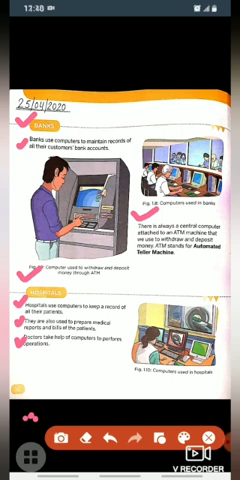 12:40
25/04/2020
BANKS
Banks use computers to maintain records of
all their customers' bank accounts.
Fig. 1.8: Computers used in banks
There is always a central computer
attached to an ATM machine that
we use to withdraw and deposit
money. ATM stands for Automated
Teller Machine.
Computer used to withdraw and deposit
money through ATM
HOSPITALS
Hospitals use computers to keep a record of
all their patients.
They are also used to prepare medical
reports and bills of the patients.
Doctors take help of computers to perform
operations.
Fig. 1.10: Computers used in hospitals
V RECORDER